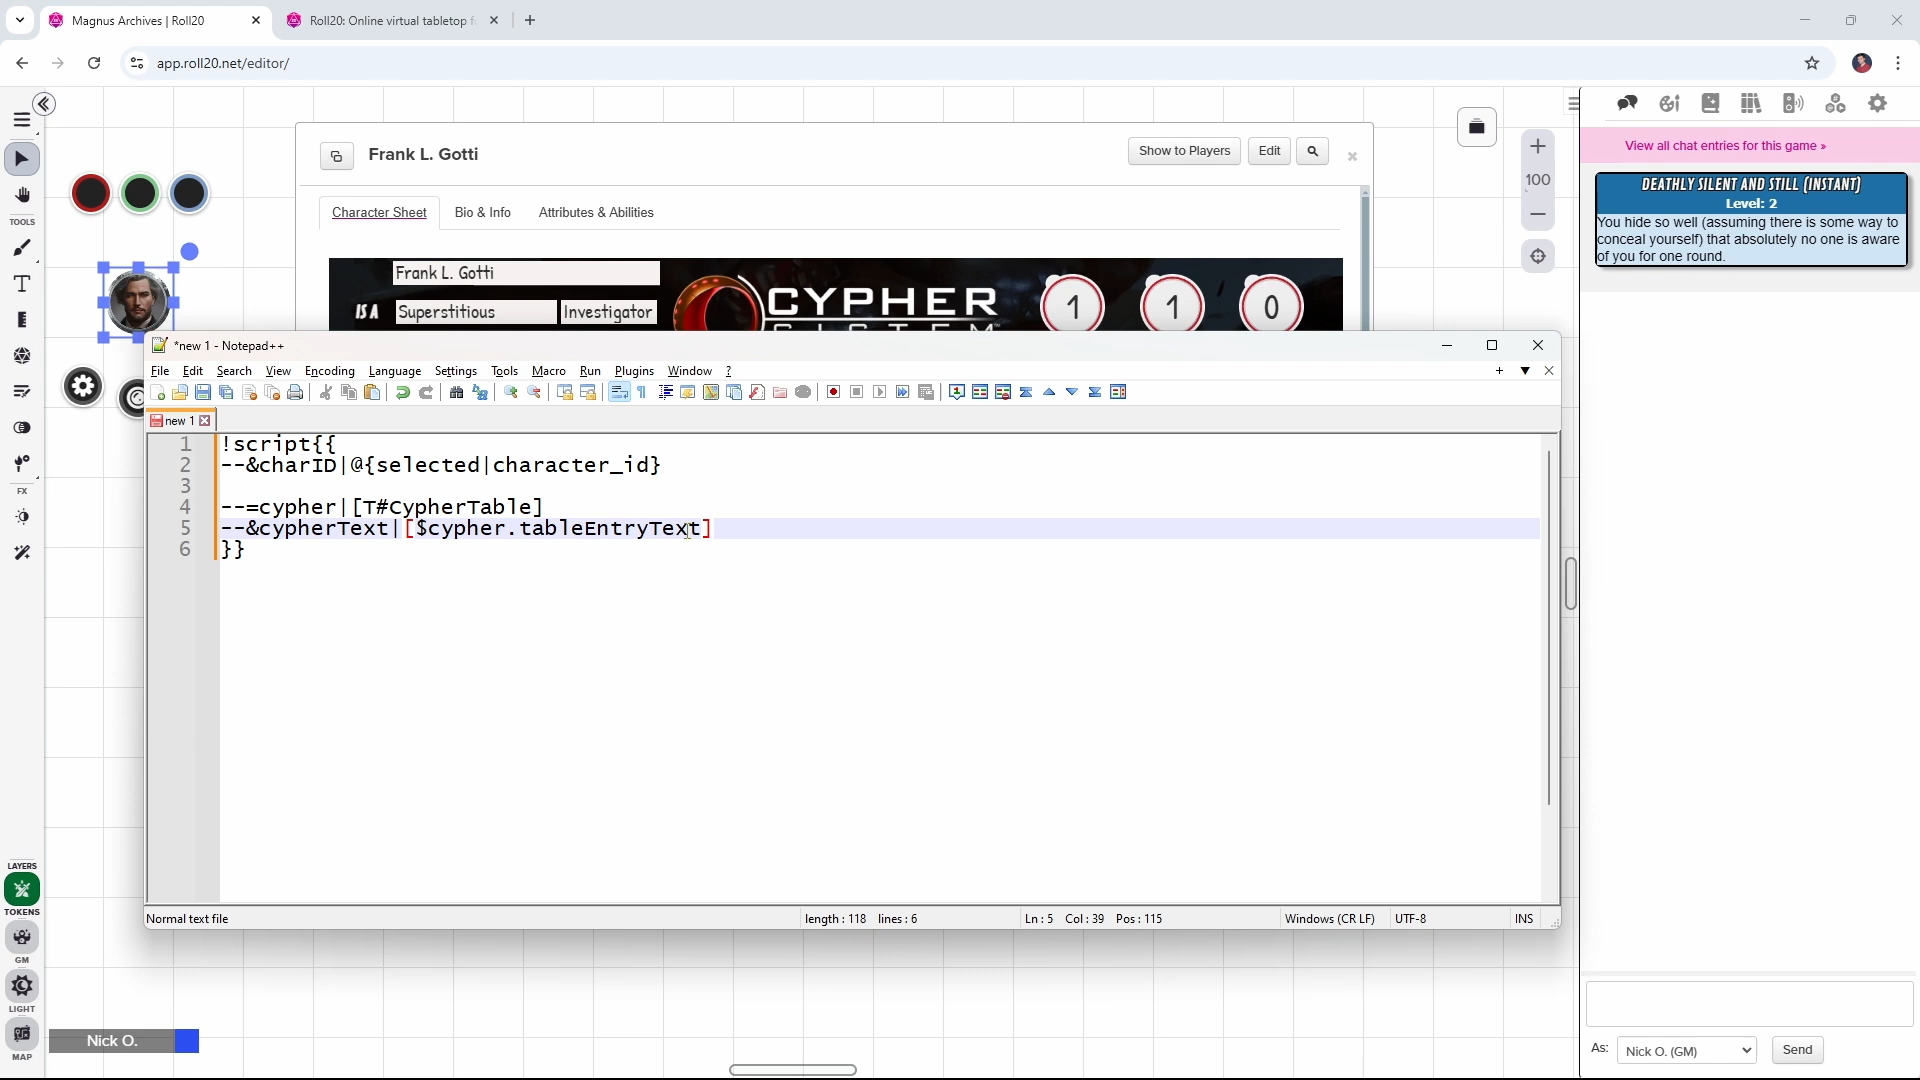 Magnus Archives | Roll20
Roll20: Online virtual tabletop f
app.roll20.net/editor/
TOOLS
FX
LAYERS
TOKENS
GM
LIGHT
MAP
Frank L. Gotti
Show to Players
Edit
Character Sheet
Bio & Info
Attributes & Abilities
Frank L. Gotti
IS A
Superstitious
Investigator
CYPHER
SYSTEM
1
1
0
100
*new 1 - Notepad++
File Edit Search View Encoding Language Settings Tools Macro Run Plugins Window ?
new 1
1 !script{{
2 --&charID|@{selected|character_id}
3
4 --=cypher|[T#CypherTable]
5 --&cypherText|[$cypher.tableEntryText]
6 }}
Normal text file
length : 118 lines : 6
Ln : 5 Col : 39 Pos : 115
Windows (CR LF)
UTF-8
INS
Nick O.
View all chat entries for this game »
DEATHLY SILENT AND STILL (INSTANT)
Level: 2
You hide so well (assuming there is some way to
conceal yourself) that absolutely no one is aware
of you for one round.
As:
Nick O. (GM)
Send